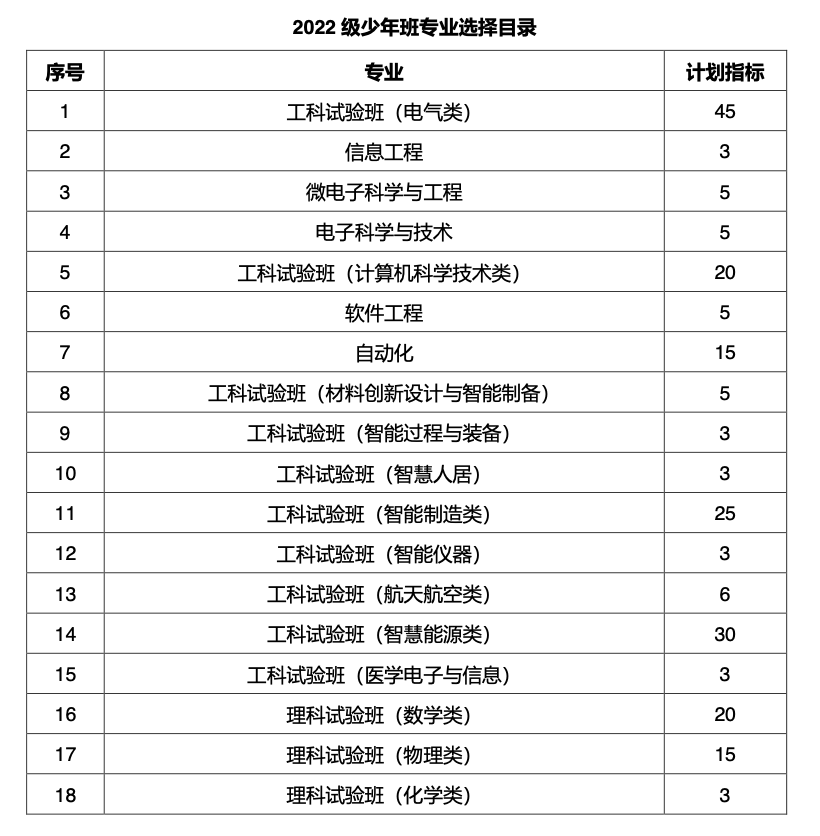 2022 级少年班专业选择目录
序号 专业 计划指标
1 工科试验班（电气类） 45
2 信息工程 3
3 微电子科学与工程 5
4 电子科学与技术 5
5 工科试验班（计算机科学技术类） 20
6 软件工程 5
7 自动化 15
8 工科试验班（材料创新设计与智能制备） 5
9 工科试验班（智能过程与装备） 3
10 工科试验班（智慧人居） 3
11 工科试验班（智能制造类） 25
12 工科试验班（智能仪器） 3
13 工科试验班（航天航空类） 6
14 工科试验班（智慧能源类） 30
15 工科试验班（医学电子与信息） 3
16 理科试验班（数学类） 20
17 理科试验班（物理类） 15
18 理科试验班（化学类） 3